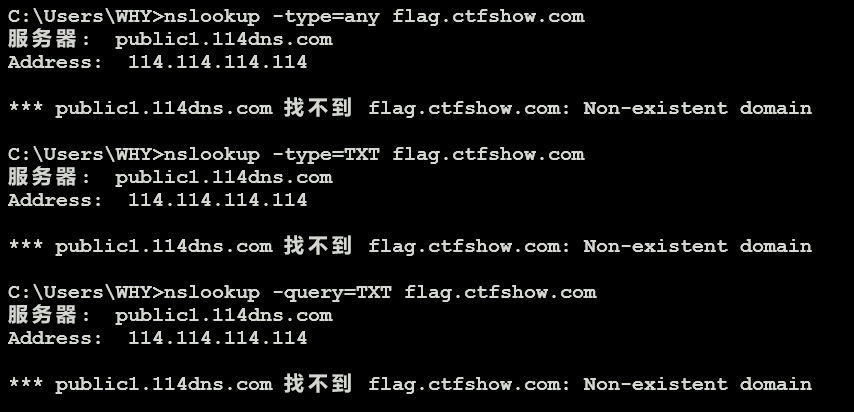 C:\Users\WHY>nslookup -type=any flag.ctfshow.com
服务器:  public1.114dns.com
Address:  114.114.114.114
*** public1.114dns.com 找不到 flag.ctfshow.com: Non-existent domain
C:\Users\WHY>nslookup -type=TXT flag.ctfshow.com
服务器:  public1.114dns.com
Address:  114.114.114.114
*** public1.114dns.com 找不到 flag.ctfshow.com: Non-existent domain
C:\Users\WHY>nslookup -query=TXT flag.ctfshow.com
服务器:  public1.114dns.com
Address:  114.114.114.114
*** public1.114dns.com 找不到 flag.ctfshow.com: Non-existent domain